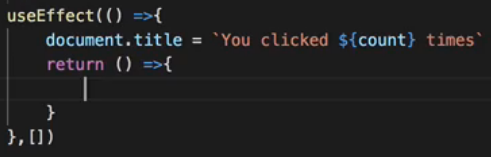 useEffect(() =>{
document.title = `You clicked ${count} times`
return () =>{
}
},[])